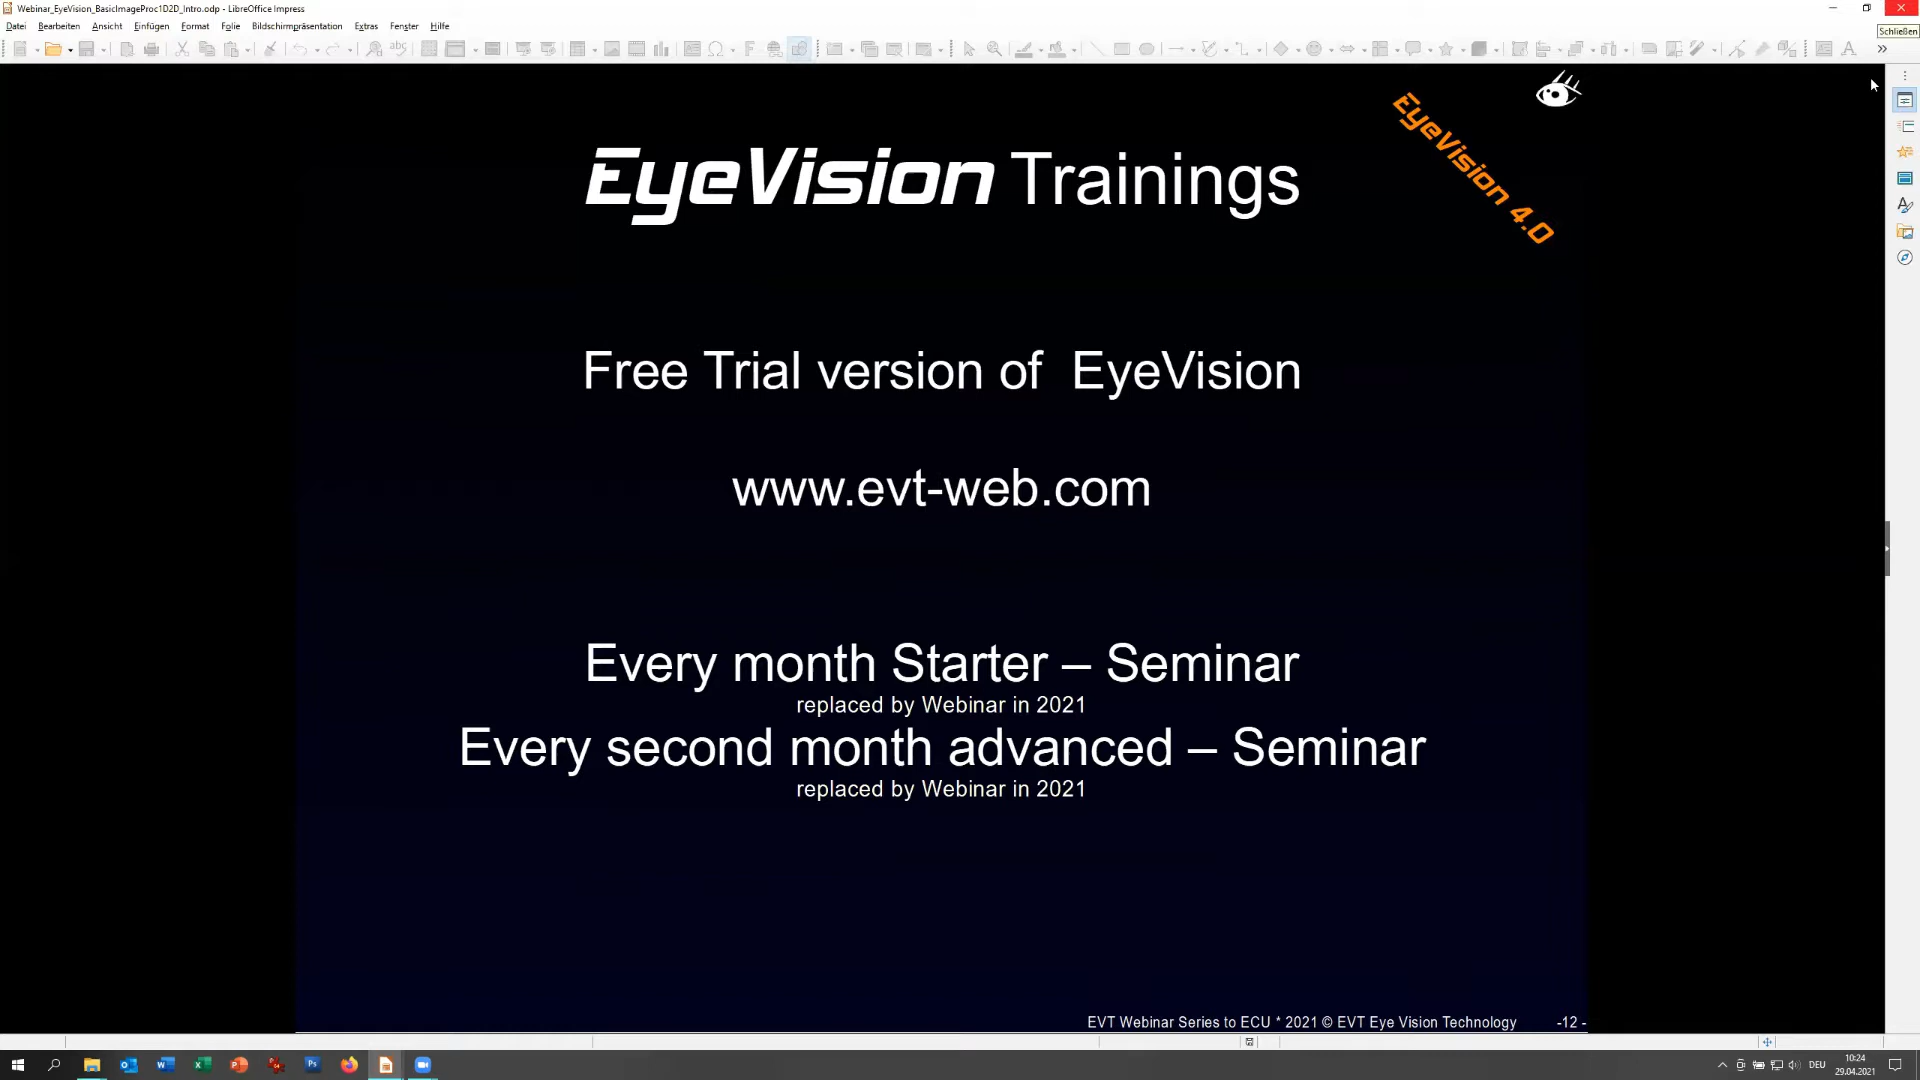 Webinar_EyeVision_BasicImageProc1D2D_Intro.odp - LibreOffice Impress
Datei Bearbeiten Ansicht Einfügen Format Folie Bildschirmpräsentation Extras Fenster Hilfe
Schließen
EyeVision 4.0
EyeVision Trainings
Free Trial version of EyeVision
www.evt-web.com
Every month Starter – Seminar
replaced by Webinar in 2021
Every second month advanced – Seminar
replaced by Webinar in 2021
EVT Webinar Series to ECU * 2021 © EVT Eye Vision Technology -12 -
DEU
10:24
29.04.2021